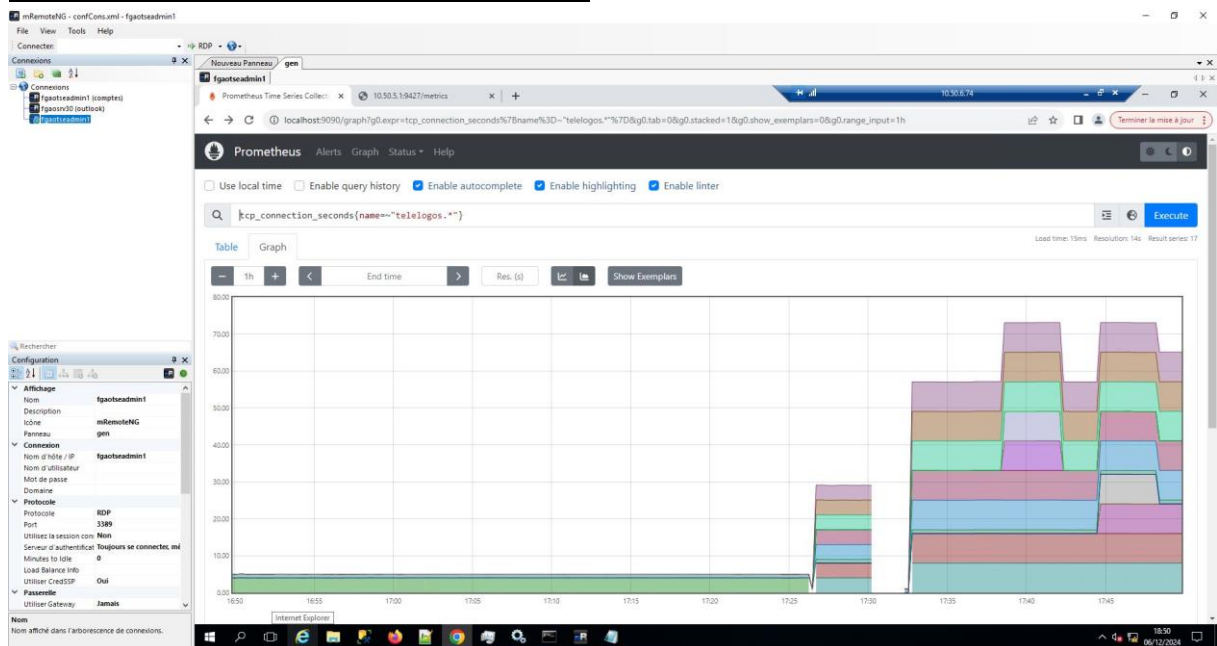 mRemoteNG - confCons.xml - fgaotseadmin1
File View Tools Help
Connecter: RDP
Connexions
Nouveau Panneau gen
fgaotseadmin1
Connexions
fgaotseadmin1 (comptes)
fgaosrv30 (outlook)
fgaotseadmin1
Prometheus Time Series Collect 10.50.5.1:9427/metrics
10.50.6.74
localhost:9090/graph?g0.expr=tcp_connection_seconds%7Bname%3D~"telelogos.*"%7D&g0.tab=0&g0.stacked=1&g0.show_exemplars=0&g0.range_input=1h
Terminer la mise à jour
Prometheus Alerts Graph Status Help
Use local time Enable query history Enable autocomplete Enable highlighting Enable linter
tcp_connection_seconds{name=~"telelogos.*"}
Execute
Load time: 15ms Resolution: 14s Result series: 17
Table Graph
1h End time Res. (s) Show Exemplars
80.00
70.00
60.00
50.00
40.00
30.00
20.00
10.00
0.00
16:50 16:55 17:00 17:05 17:10 17:15 17:20 17:25 17:30 17:35 17:40 17:45
Internet Explorer
Rechercher
Configuration
Affichage
Nom fgaotseadmin1
Description
Icône mRemoteNG
Panneau gen
Connexion
Nom d'hôte / IP fgaotseadmin1
Nom d'utilisateur
Mot de passe
Domaine
Protocole
Protocole RDP
Port 3389
Utilisez la session con Non
Serveur d'authentificat Toujours se connecter, mê
Minutes to Idle 0
Load Balance Info
Utiliser CredSSP Oui
Passerelle
Utiliser Gateway Jamais
Nom
Nom affiché dans l'arborescence de connexions.
18:50
06/12/2024